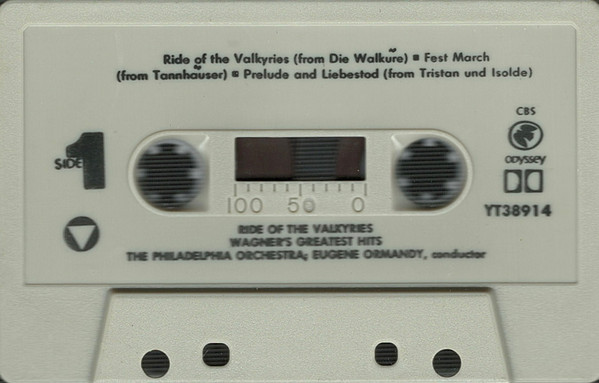 Ride of the Valkyries (from Die Walküre) ▪ Fest March
(from Tannhäuser) ▪ Prelude and Liebestod (from Tristan und Isolde)
SIDE 1
CBS
odyssey
YT38914
100 50 0
RIDE OF THE VALKYRIES
WAGNER'S GREATEST HITS
THE PHILADELPHIA ORCHESTRA; EUGENE ORMANDY, conductor